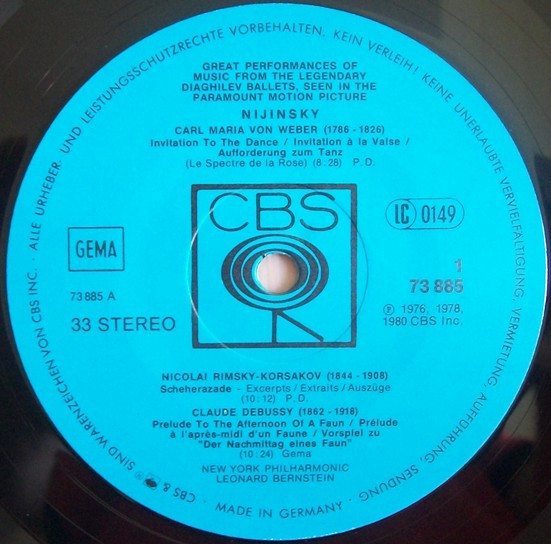 ALLE URHEBER- UND LEISTUNGSSCHUTZRECHTE VORBEHALTEN. KEIN VERLEIH! KEINE UNERLAUBTE VERVIELFÄLTIGUNG, VERMIETUNG, AUFFÜHRUNG, SENDUNG
GREAT PERFORMANCES OF
MUSIC FROM THE LEGENDARY
DIAGHILEV BALLETS, SEEN IN THE
PARAMOUNT MOTION PICTURE
NIJINSKY
CARL MARIA VON WEBER (1786 - 1826)
Invitation To The Dance / Invitation à la Valse /
Aufforderung zum Tanz
(Le Spectre de la Rose) (8:28) P.D.
CBS
LC 0149
GEMA
1
73 885
73 885 A
33 STEREO
℗ 1976, 1978,
1980 CBS Inc.
NICOLAI RIMSKY-KORSAKOV (1844 - 1908)
Scheherazade - Excerpts / Extraits / Auszüge
(10:12) P.D.
CLAUDE DEBUSSY (1862 - 1918)
Prelude To The Afternoon Of A Faun / Prélude
à l'après-midi d'un Faune / Vorspiel zu
"Der Nachmittag eines Faun"
(10:24) Gema
NEW YORK PHILHARMONIC
LEONARD BERNSTEIN
CBS & SIND WARENZEICHEN VON CBS INC. ·
· MADE IN GERMANY ·